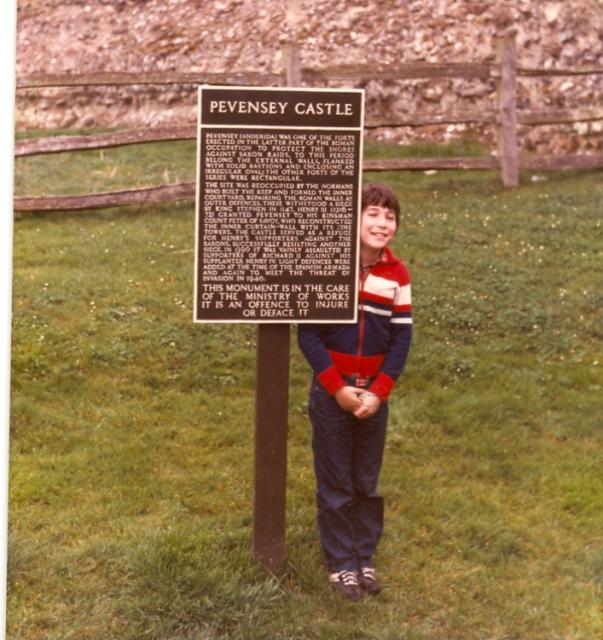 PEVENSEY CASTLE
PEVENSEY (ANDERIDA) WAS ONE OF THE FORTS
ERECTED IN THE LATTER PART OF THE ROMAN
OCCUPATION TO PROTECT THE SHORES
AGAINST SAXON RAIDS, TO THIS PERIOD
BELONG THE EXTERNAL WALLS, FLANKED
WITH SOLID BASTIONS AND ENCLOSING AN
IRREGULAR OVAL; THE OTHER FORTS OF THE
SERIES WERE RECTANGULAR.
THE SITE WAS REOCCUPIED BY THE NORMANS
WHO BUILT THE KEEP AND FORMED THE INNER
COURTYARD, REPAIRING THE ROMAN WALLS AS
OUTER DEFENCES. THESE WITHSTOOD A SIEGE
BY KING STEPHEN IN 1147. HENRY III (1216–
72) GRANTED PEVENSEY TO HIS KINSMAN
COUNT PETER OF SAVOY, WHO RECONSTRUCTED
THE INNER CURTAIN-WALL WITH ITS
TOWERS. THE CASTLE SERVED AS A REFUGE
FOR HENRY'S SUPPORTERS AGAINST THE
BARONS, SUCCESSFULLY RESISTING ANOTHER
SIEGE. IN 1399 IT WAS VAINLY ASSAULTED BY
SUPPORTERS OF RICHARD II AGAINST HIS
SUPPLANTER HENRY IV. LIGHT DEFENCES WERE
ADDED AT THE TIME OF THE SPANISH ARMADA
AND AGAIN TO MEET THE THREAT OF
INVASION IN 1940.
THIS MONUMENT IS IN THE CARE
OF THE MINISTRY OF WORKS
IT IS AN OFFENCE TO INJURE
OR DEFACE IT